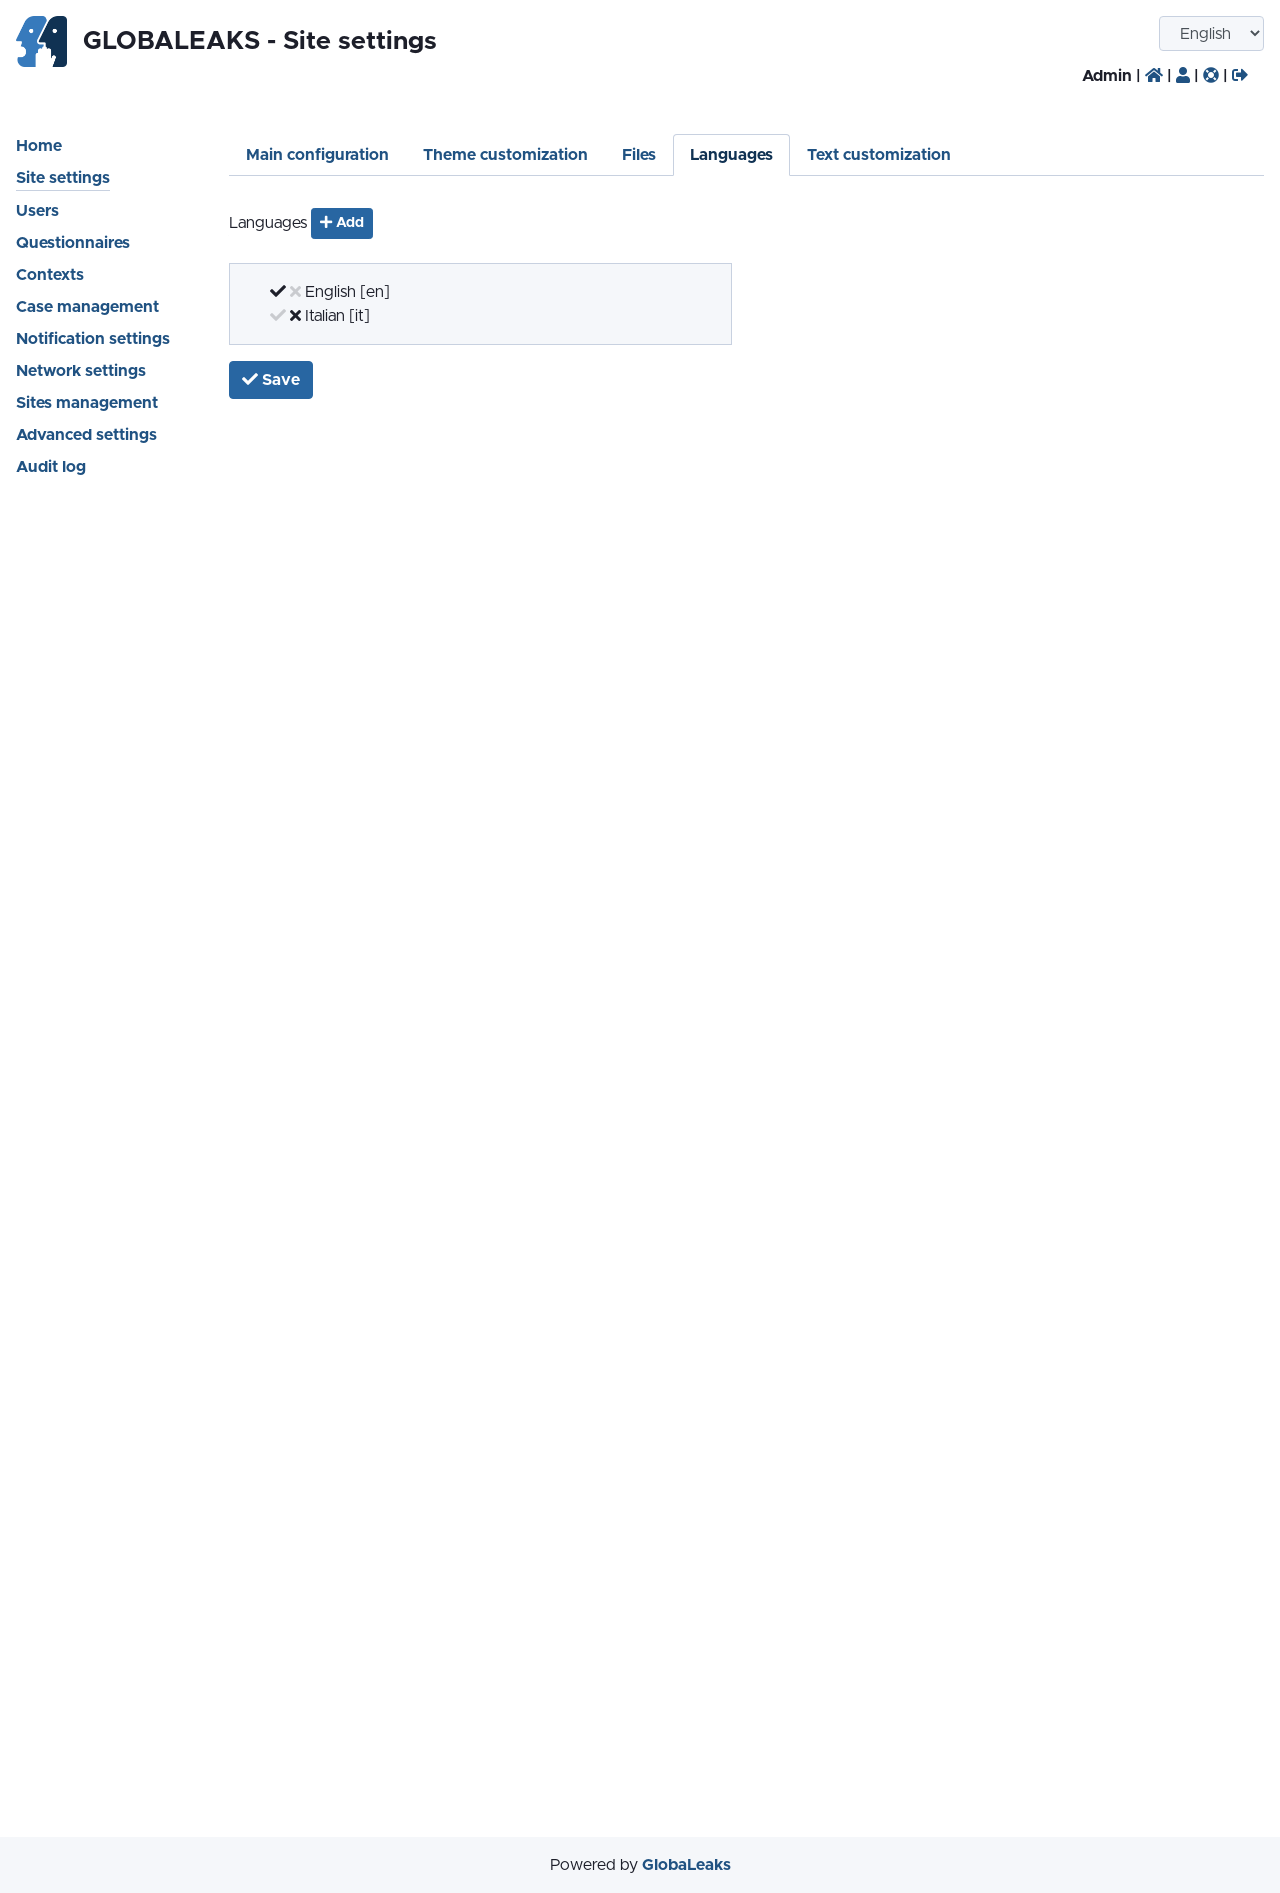 GLOBALEAKS - Site settings
English
Admin | | | |
Home
Site settings
Users
Questionnaires
Contexts
Case management
Notification settings
Network settings
Sites management
Advanced settings
Audit log
Main configuration
Theme customization
Files
Languages
Text customization
Languages
Add
English [en]
Italian [it]
Save
Powered by GlobaLeaks